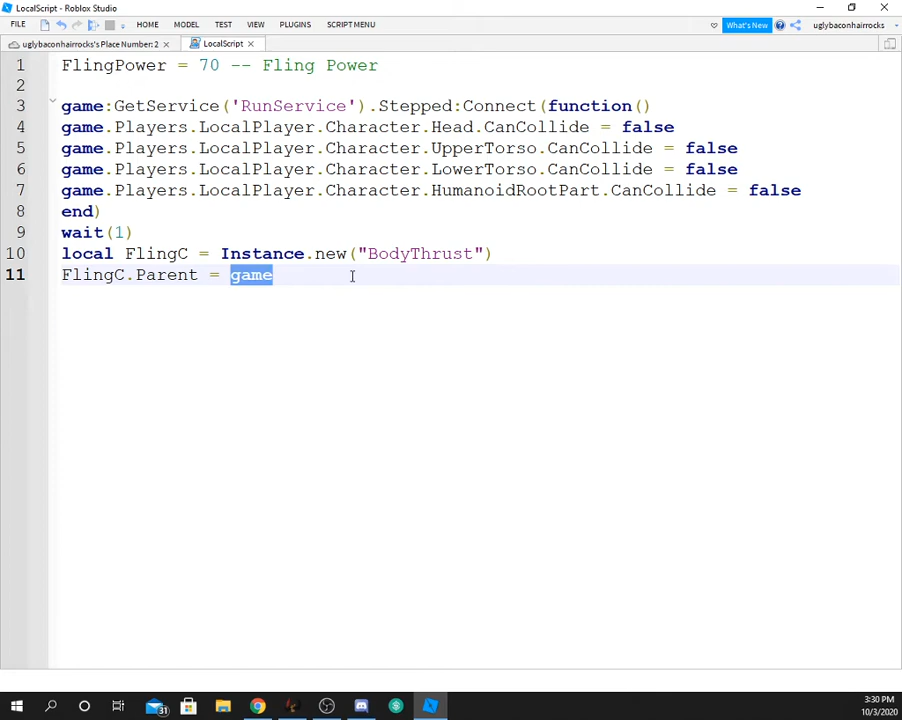 LocalScript - Roblox Studio
FILE HOME MODEL TEST VIEW PLUGINS SCRIPT MENU What's New uglybaconhairrocks
uglybaconhairrocks's Place Number: 2 × LocalScript ×
1 FlingPower = 70 -- Fling Power
2
3 game:GetService('RunService').Stepped:Connect(function()
4 game.Players.LocalPlayer.Character.Head.CanCollide = false
5 game.Players.LocalPlayer.Character.UpperTorso.CanCollide = false
6 game.Players.LocalPlayer.Character.LowerTorso.CanCollide = false
7 game.Players.LocalPlayer.Character.HumanoidRootPart.CanCollide = false
8 end)
9 wait(1)
10 local FlingC = Instance.new("BodyThrust")
11 FlingC.Parent = game
31
3:30 PM
10/3/2020